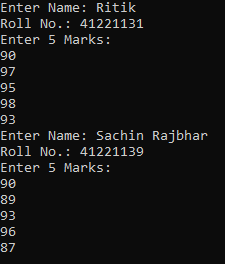 Enter Name: Ritik
Roll No.: 41221131
Enter 5 Marks:
90
97
95
98
93
Enter Name: Sachin Rajbhar
Roll No.: 41221139
Enter 5 Marks:
90
89
93
96
87